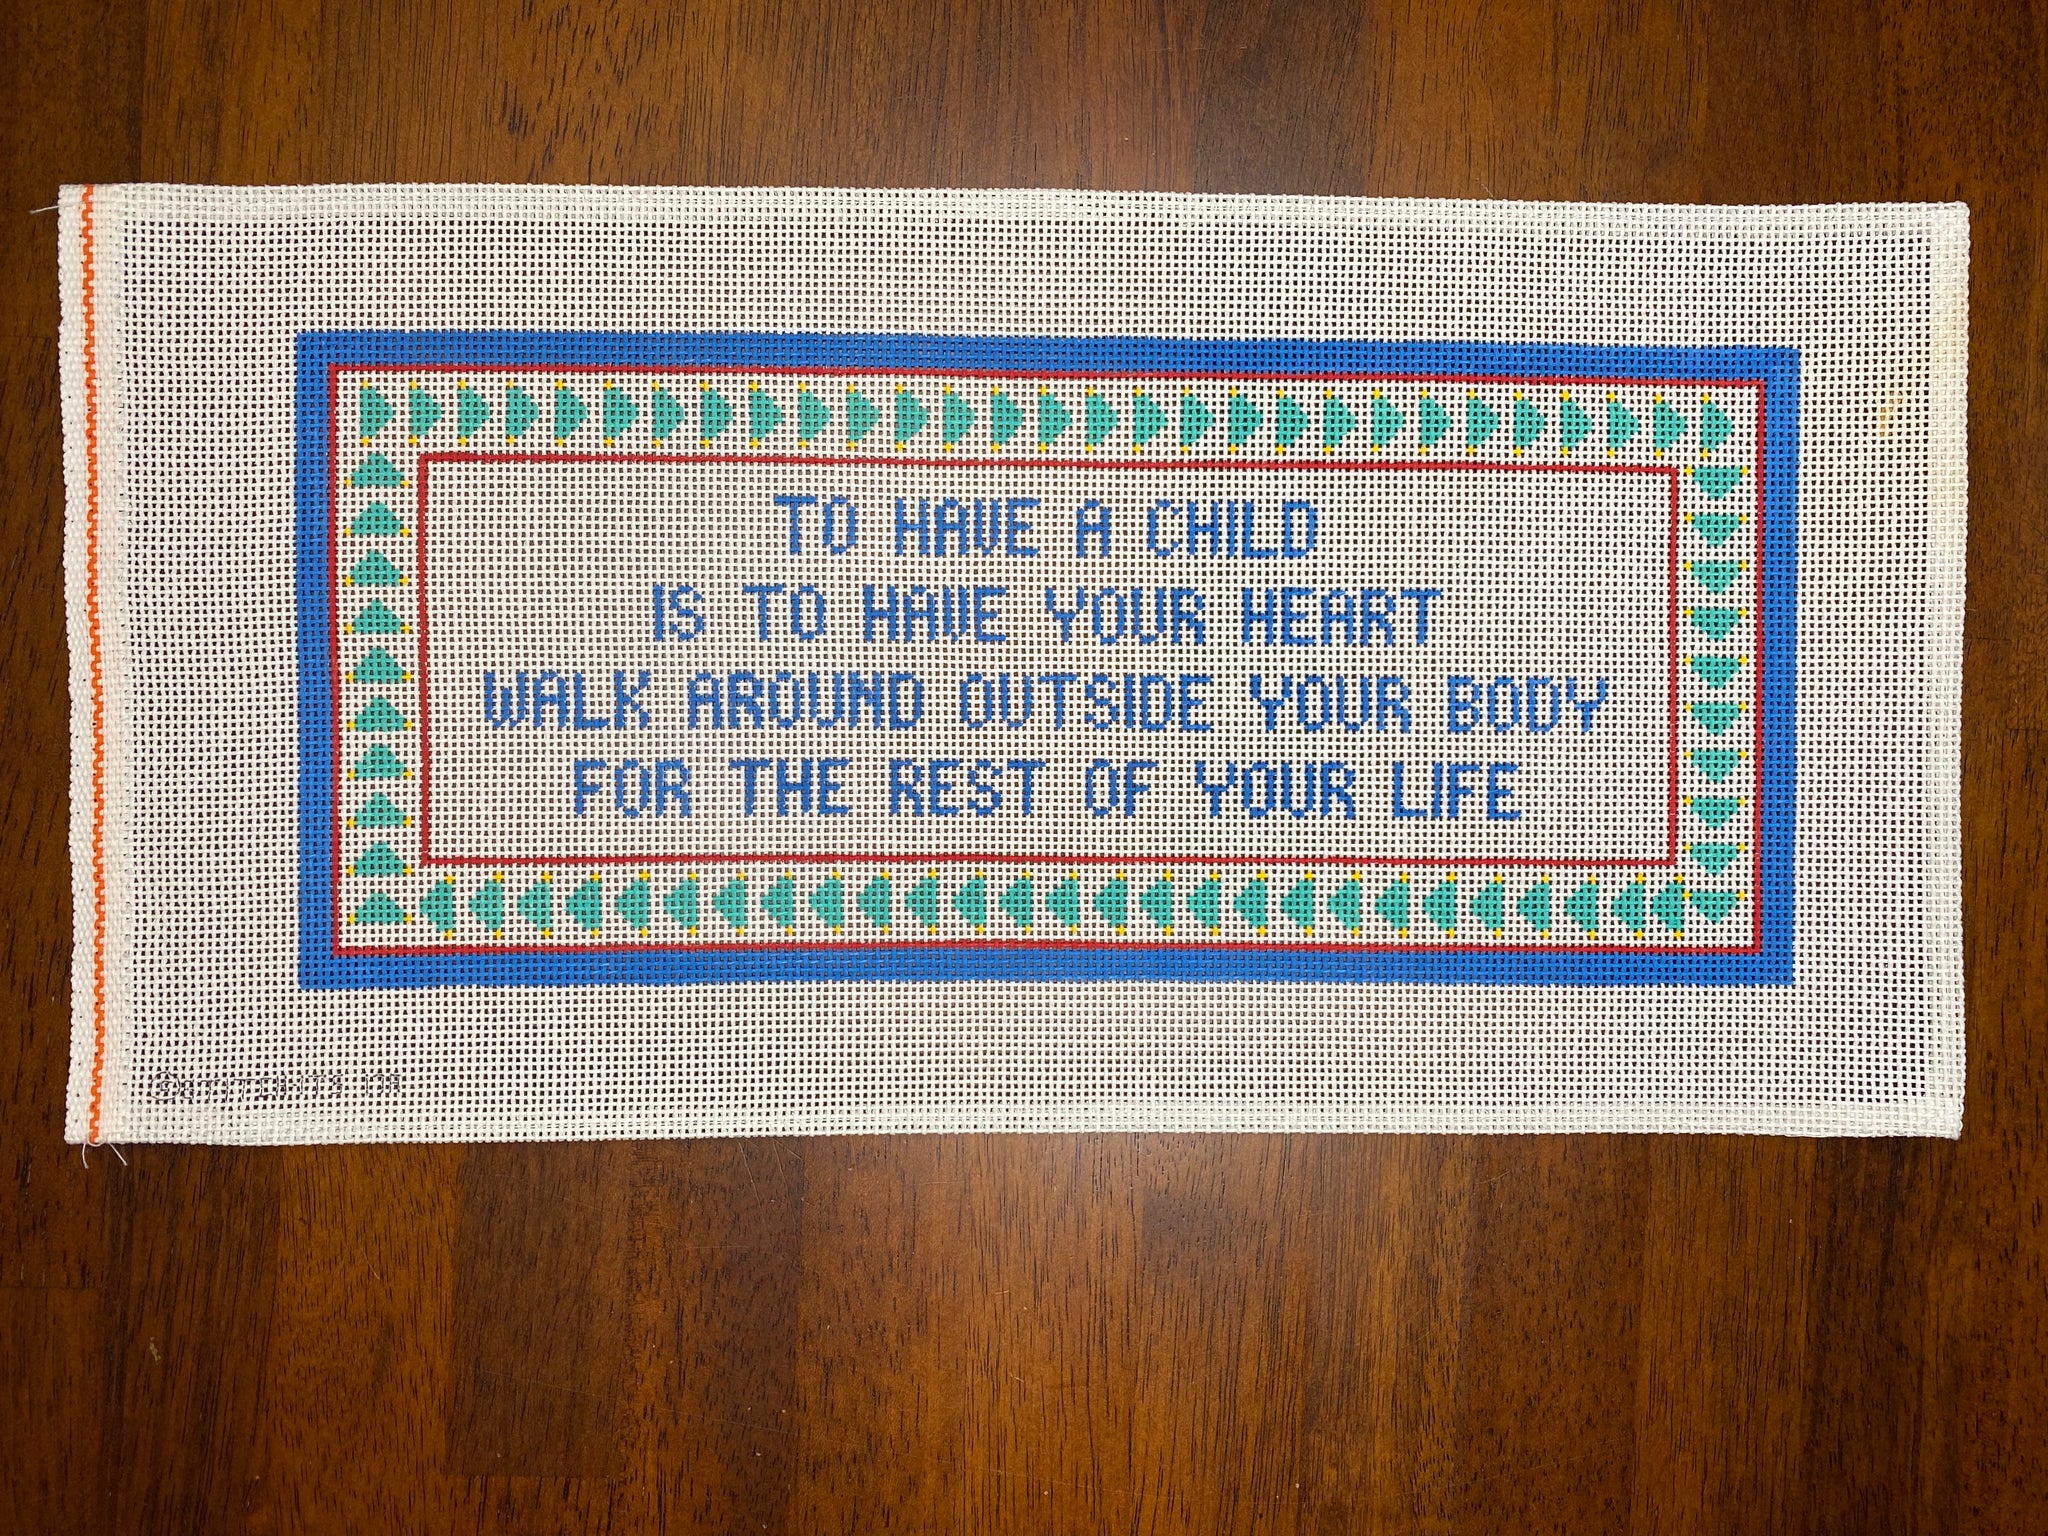 TO HAVE A CHILD
IS TO HAVE YOUR HEART
WALK AROUND OUTSIDE YOUR BODY
FOR THE REST OF YOUR LIFE